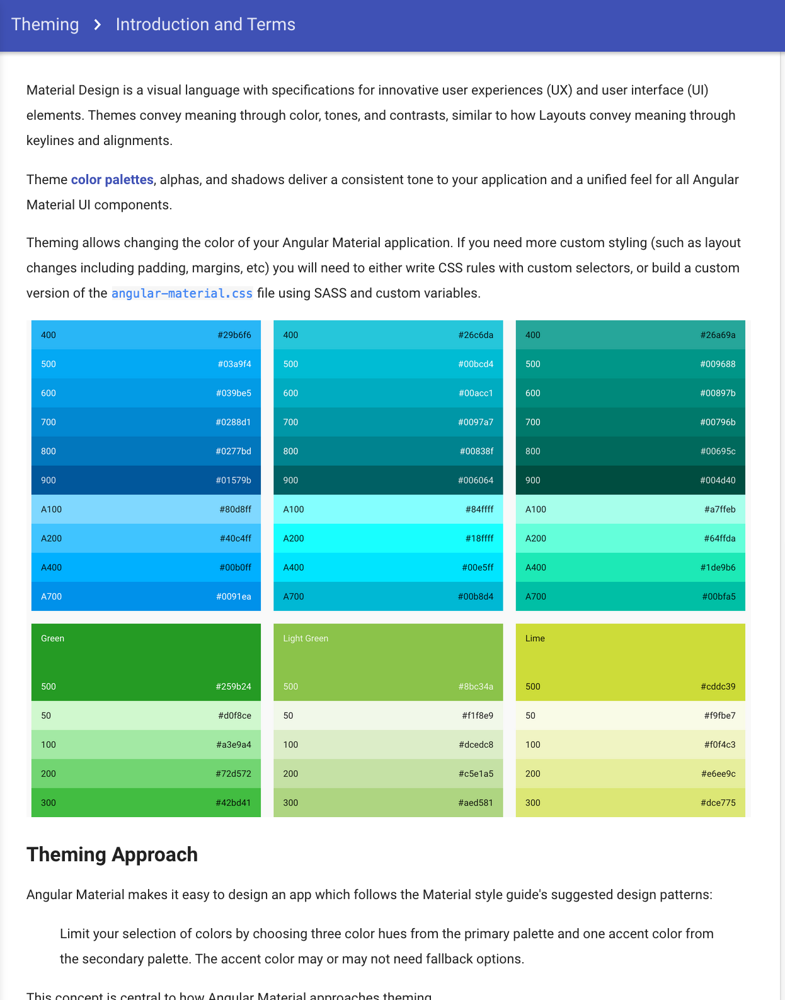 Theming > Introduction and Terms
Material Design is a visual language with specifications for innovative user experiences (UX) and user interface (UI)
elements. Themes convey meaning through color, tones, and contrasts, similar to how Layouts convey meaning through
keylines and alignments.
Theme color palettes, alphas, and shadows deliver a consistent tone to your application and a unified feel for all Angular
Material UI components.
Theming allows changing the color of your Angular Material application. If you need more custom styling (such as layout
changes including padding, margins, etc) you will need to either write CSS rules with custom selectors, or build a custom
version of the angular-material.css file using SASS and custom variables.
400 #29b6f6
500 #03a9f4
600 #039be5
700 #0288d1
800 #0277bd
900 #01579b
A100 #80d8ff
A200 #40c4ff
A400 #00b0ff
A700 #0091ea
400 #26c6da
500 #00bcd4
600 #00acc1
700 #0097a7
800 #00838f
900 #006064
A100 #84ffff
A200 #18ffff
A400 #00e5ff
A700 #00b8d4
400 #26a69a
500 #009688
600 #00897b
700 #00796b
800 #00695c
900 #004d40
A100 #a7ffeb
A200 #64ffda
A400 #1de9b6
A700 #00bfa5
Green
500 #259b24
50 #d0f8ce
100 #a3e9a4
200 #72d572
300 #42bd41
Light Green
500 #8bc34a
50 #f1f8e9
100 #dcedc8
200 #c5e1a5
300 #aed581
Lime
500 #cddc39
50 #f9fbe7
100 #f0f4c3
200 #e6ee9c
300 #dce775
Theming Approach
Angular Material makes it easy to design an app which follows the Material style guide's suggested design patterns:
Limit your selection of colors by choosing three color hues from the primary palette and one accent color from
the secondary palette. The accent color may or may not need fallback options.
This concept is central to how Angular Material approaches theming.